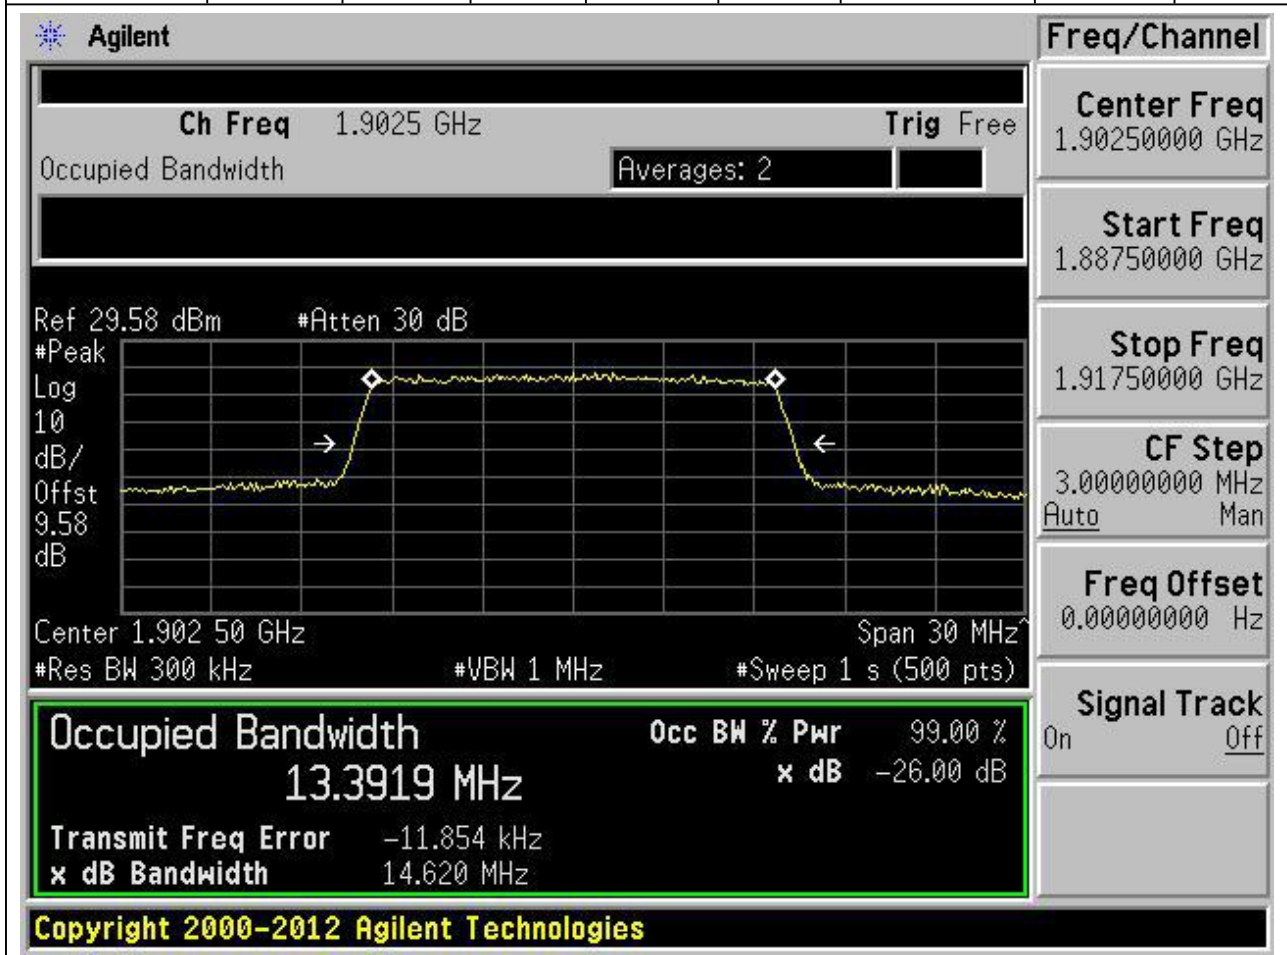 Agilent
Freq/Channel
Ch Freq 1.9025 GHz Trig Free
Occupied Bandwidth Averages: 2
Center Freq
1.90250000 GHz
Start Freq
1.88750000 GHz
Ref 29.58 dBm #Atten 30 dB
#Peak
Log
10
dB/
Offst
9.58
dB
Stop Freq
1.91750000 GHz
CF Step
3.00000000 MHz
Auto Man
Freq Offset
0.00000000 Hz
Center 1.902 50 GHz Span 30 MHz^
#Res BW 300 kHz #VBW 1 MHz #Sweep 1 s (500 pts)
Signal Track
On Off
Occupied Bandwidth Occ BW % Pwr 99.00 %
13.3919 MHz x dB -26.00 dB
Transmit Freq Error -11.854 kHz
x dB Bandwidth 14.620 MHz
Copyright 2000-2012 Agilent Technologies